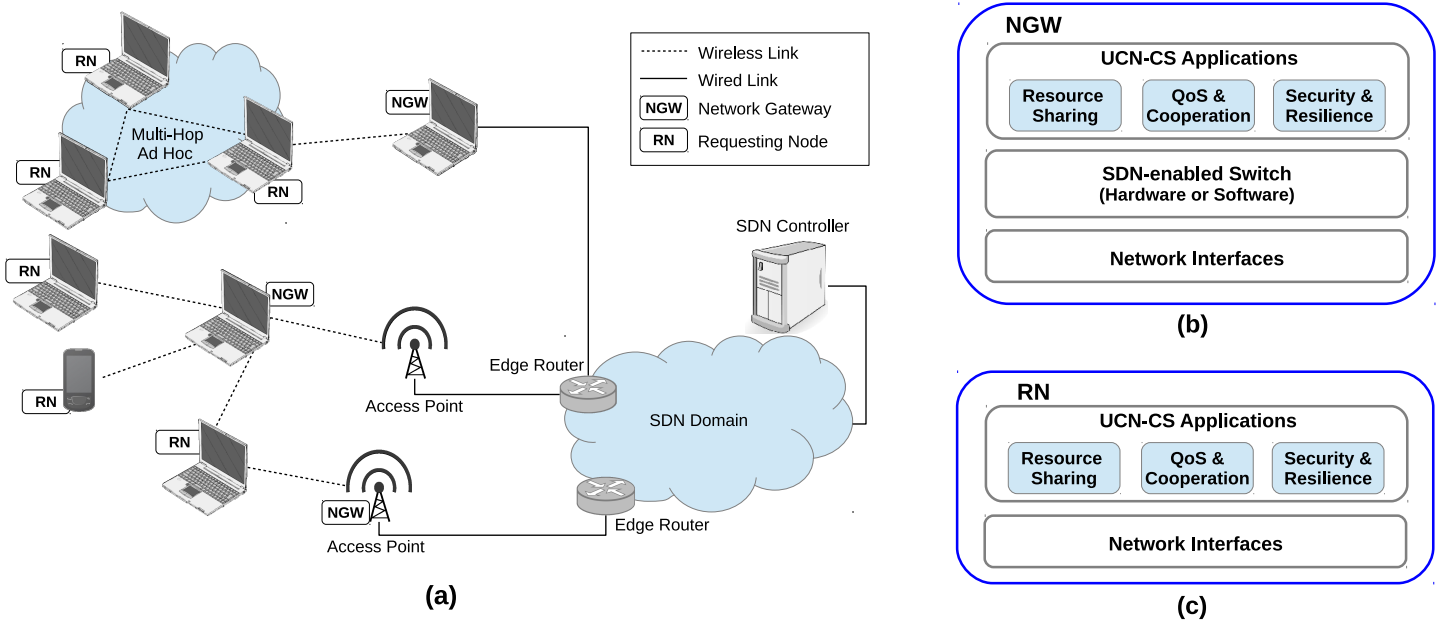 RN
Multi-Hop
Ad Hoc
RN
RN
NGW
Wireless Link
Wired Link
NGW
Network Gateway
RN
Requesting Node
RN
NGW
RN
RN
Access Point
NGW
Access Point
Edge Router
SDN Controller
SDN Domain
Edge Router
(a)
NGW
UCN-CS Applications
Resource
Sharing
QoS &
Cooperation
Security &
Resilience
SDN-enabled Switch
(Hardware or Software)
Network Interfaces
(b)
RN
UCN-CS Applications
Resource
Sharing
QoS &
Cooperation
Security &
Resilience
Network Interfaces
(c)